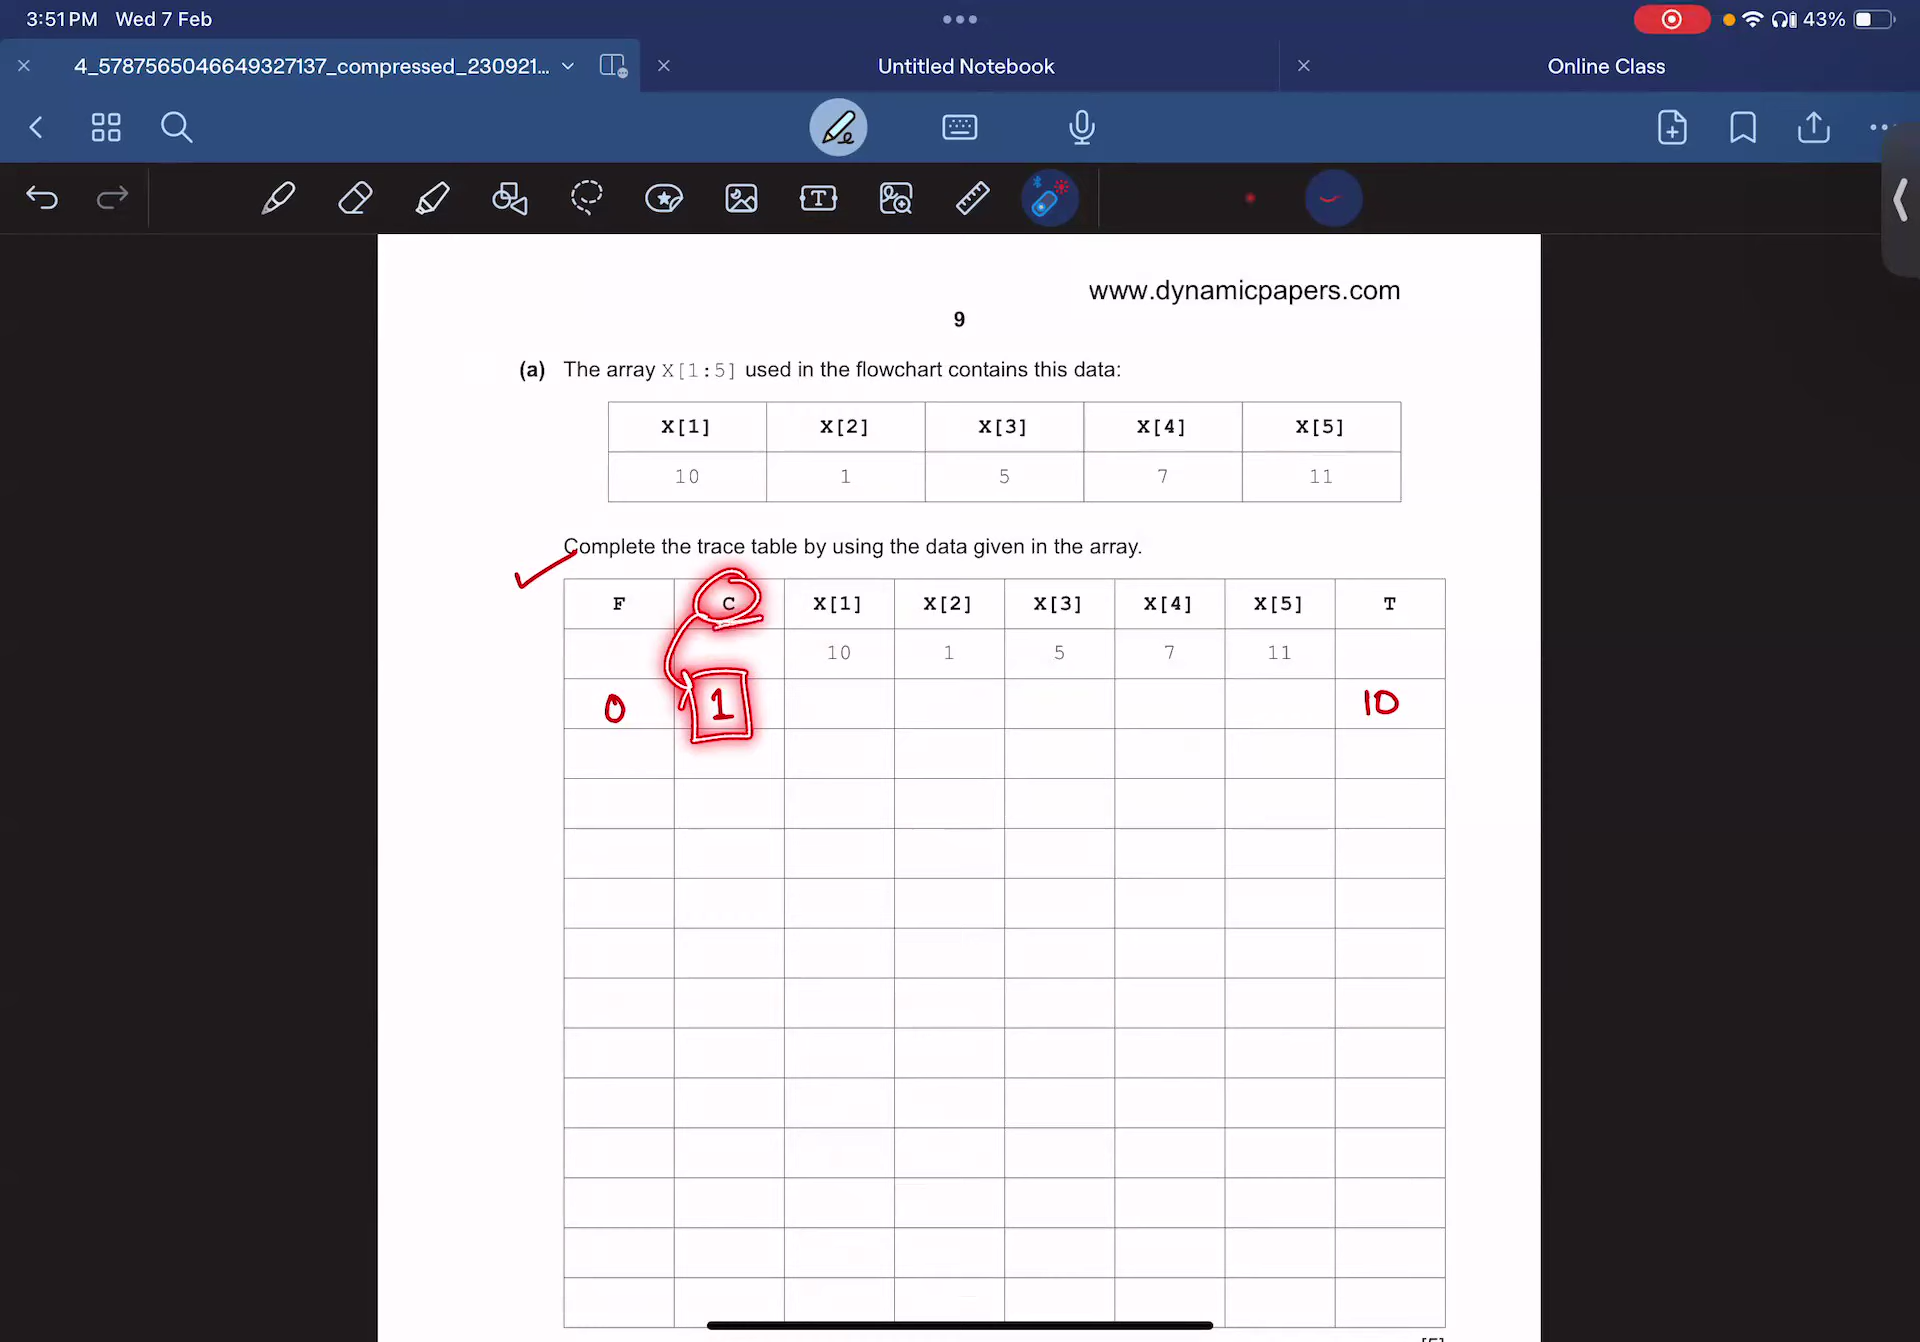 3:51 PM Wed 7 Feb
43%
4_5787565046649327137_compressed_230921...
Untitled Notebook
Online Class
www.dynamicpapers.com
9
(a) The array X[1:5] used in the flowchart contains this data:
X[1] X[2] X[3] X[4] X[5]
10 1 5 7 11
Complete the trace table by using the data given in the array.
F C X[1] X[2] X[3] X[4] X[5] T
10 1 5 7 11
0 1 10